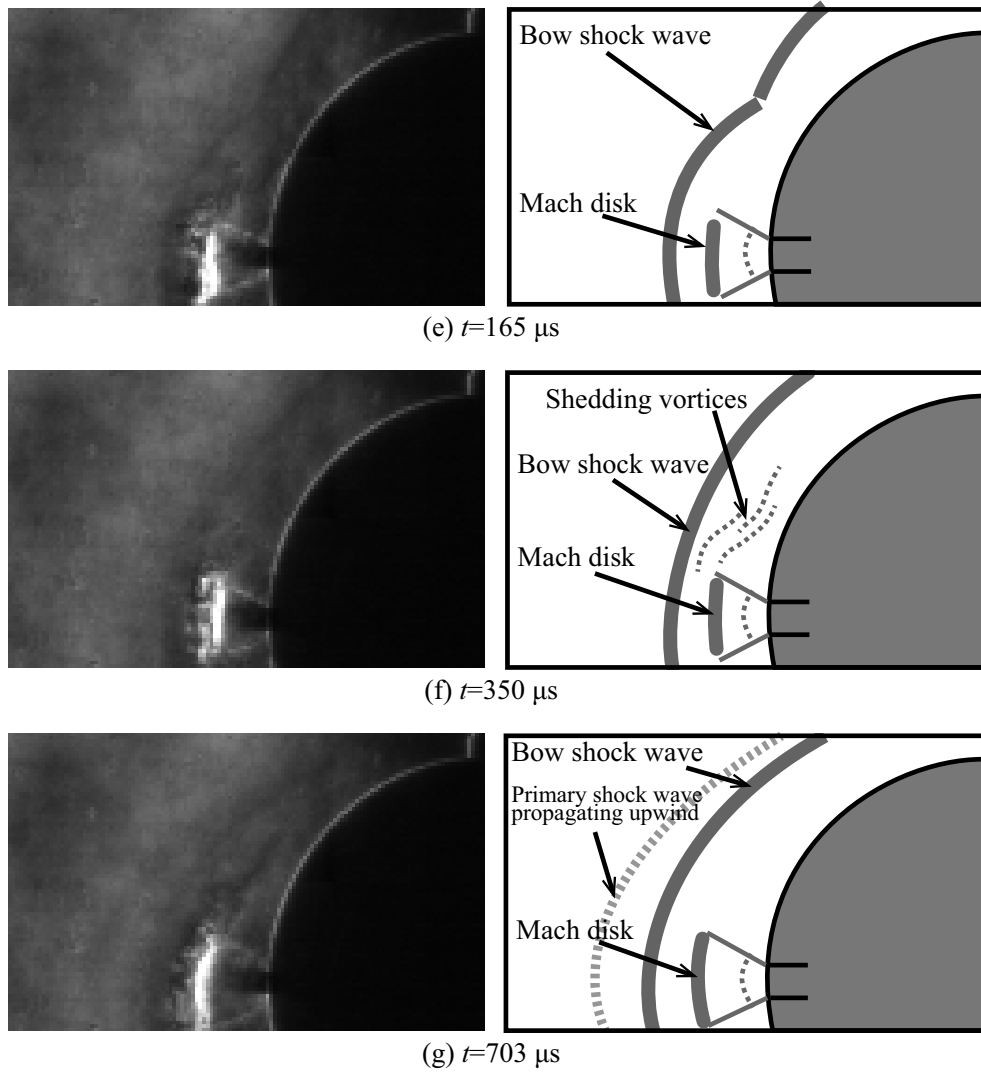 Bow shock wave
Mach disk
(e) t=165 μs
Shedding vortices
Bow shock wave
Mach disk
(f) t=350 μs
Bow shock wave
Primary shock wave
propagating upwind
Mach disk
(g) t=703 μs